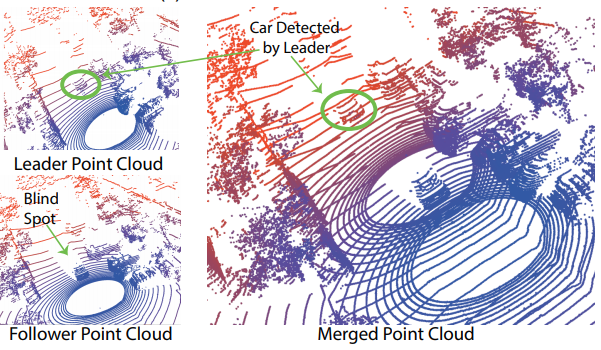 Car Detected
by Leader
Leader Point Cloud
Blind
Spot
Follower Point Cloud
Merged Point Cloud